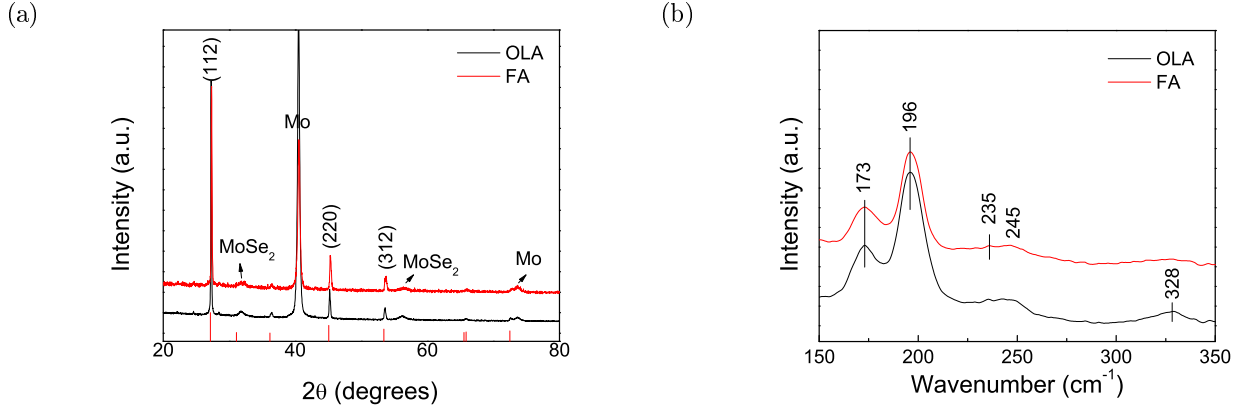 (a)
OLA
FA
(112)
Mo
MoSe₂
(220)
(312)
MoSe₂
Mo
Intensity (a.u.)
20
40
60
80
2θ (degrees)
(b)
OLA
FA
173
196
235
245
328
Intensity (a.u.)
150
200
250
300
350
Wavenumber (cm⁻¹)